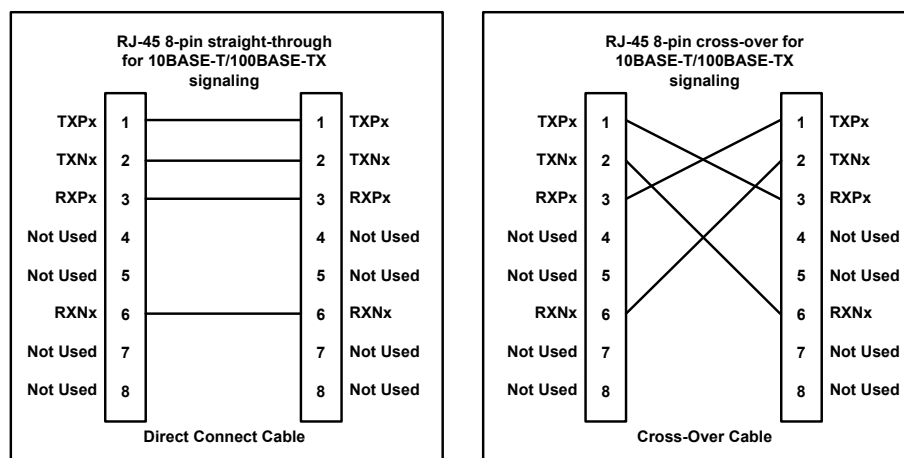 RJ-45 8-pin straight-through
for 10BASE-T/100BASE-TX
signaling
TXPx 1 1 TXPx
TXNx 2 2 TXNx
RXPx 3 3 RXPx
Not Used 4 4 Not Used
Not Used 5 5 Not Used
RXNx 6 6 RXNx
Not Used 7 7 Not Used
Not Used 8 8 Not Used
Direct Connect Cable
RJ-45 8-pin cross-over for
10BASE-T/100BASE-TX
signaling
TXPx 1 1 TXPx
TXNx 2 2 TXNx
RXPx 3 3 RXPx
Not Used 4 4 Not Used
Not Used 5 5 Not Used
RXNx 6 6 RXNx
Not Used 7 7 Not Used
Not Used 8 8 Not Used
Cross-Over Cable